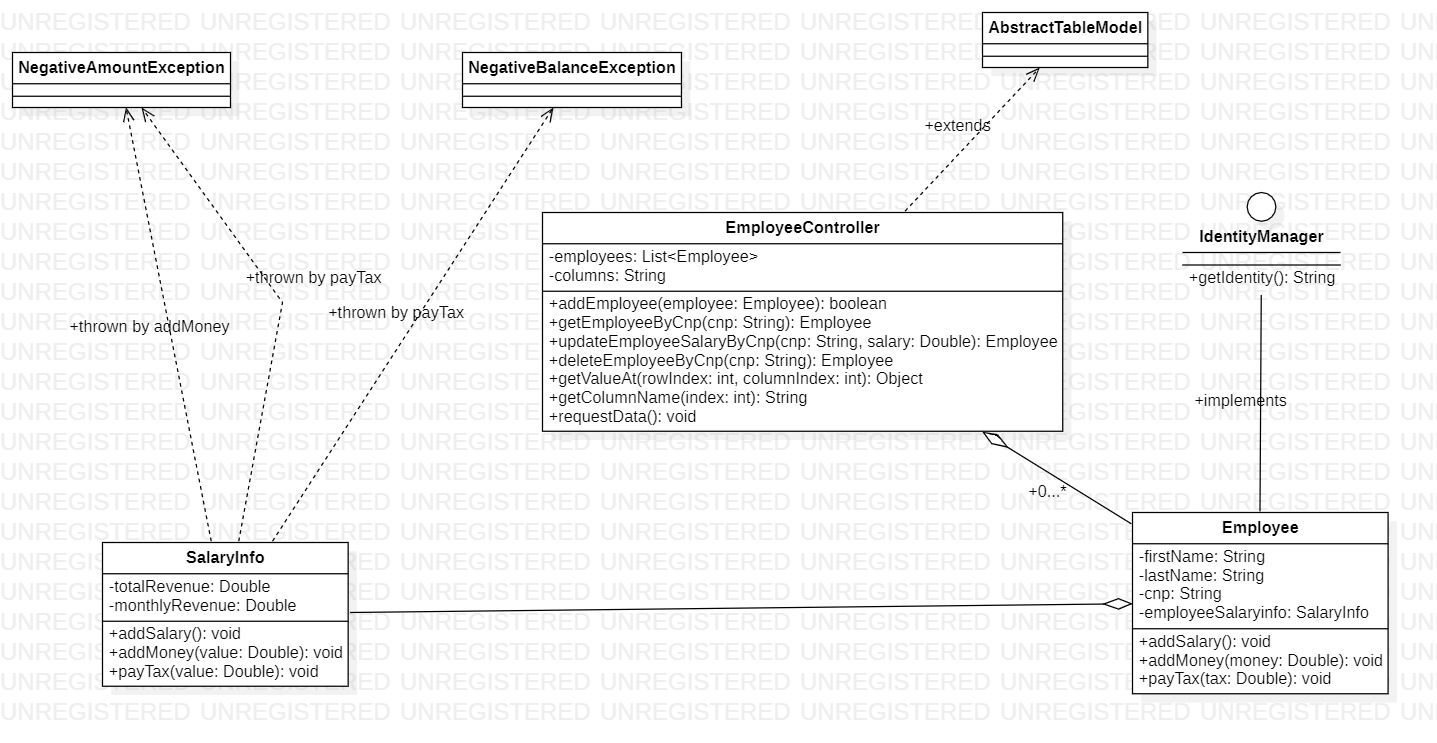 AbstractTableModel
NegativeAmountException
NegativeBalanceException
+extends
EmployeeController
-employees: List<Employee>
-columns: String
+addEmployee(employee: Employee): boolean
+getEmployeeByCnp(cnp: String): Employee
+updateEmployeeSalaryByCnp(cnp: String, salary: Double): Employee
+deleteEmployeeByCnp(cnp: String): Employee
+getValueAt(rowIndex: int, columnIndex: int): Object
+getColumnName(index: int): String
+requestData(): void
IdentityManager
+getIdentity(): String
+thrown by payTax
+thrown by addMoney
+thrown by payTax
+implements
+0...*
SalaryInfo
-totalRevenue: Double
-monthlyRevenue: Double
+addSalary(): void
+addMoney(value: Double): void
+payTax(value: Double): void
Employee
-firstName: String
-lastName: String
-cnp: String
-employeeSalaryinfo: SalaryInfo
+addSalary(): void
+addMoney(money: Double): void
+payTax(tax: Double): void
UNREGISTERED UNREGISTERED UNREGISTERED UNREGISTERED UNREGISTERED UNREGISTERED UNREGISTERED